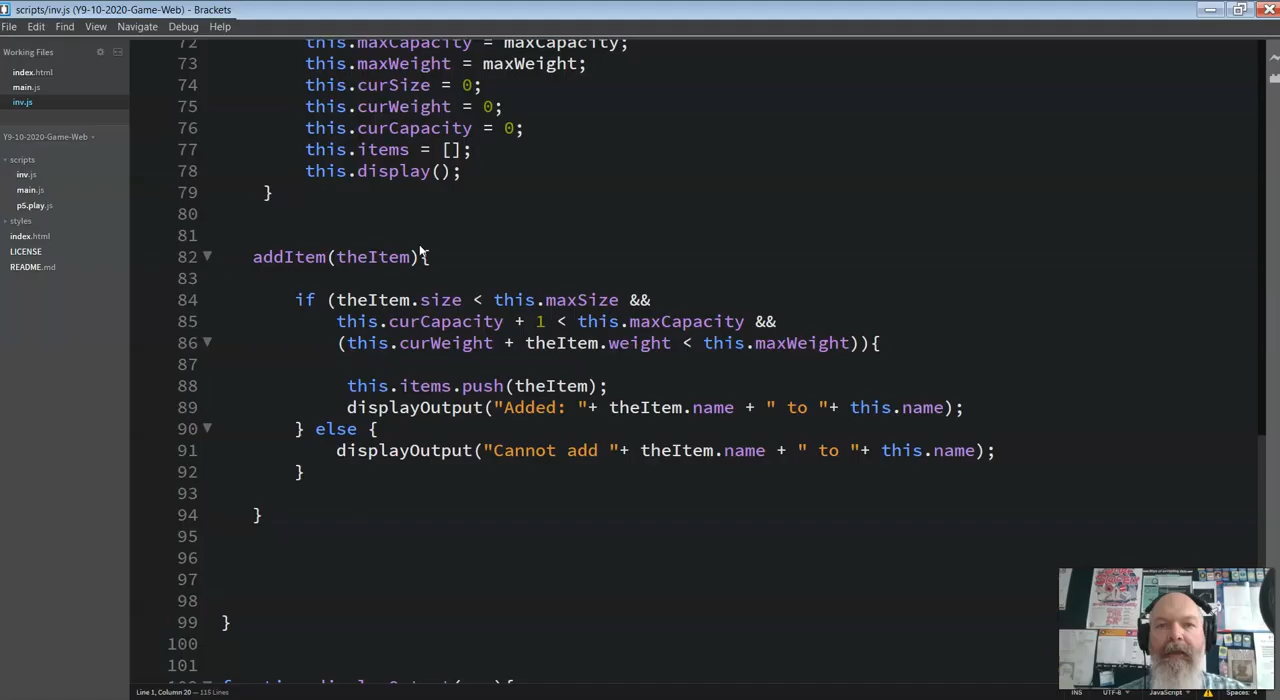 scripts/inv.js (Y9-10-2020-Game-Web) - Brackets
File Edit Find View Navigate Debug Help
Working Files
index.html
main.js
inv.js
Y9-10-2020-Game-Web
scripts
inv.js
main.js
p5.play.js
styles
index.html
LICENSE
README.md
72 this.maxCapacity = maxCapacity;
73 this.maxWeight = maxWeight;
74 this.curSize = 0;
75 this.curWeight = 0;
76 this.curCapacity = 0;
77 this.items = [];
78 this.display();
79 }
80
81
82 addItem(theItem){
83
84 if (theItem.size < this.maxSize &&
85 this.curCapacity + 1 < this.maxCapacity &&
86 (this.curWeight + theItem.weight < this.maxWeight)){
87
88 this.items.push(theItem);
89 displayOutput("Added: "+ theItem.name + " to "+ this.name);
90 } else {
91 displayOutput("Cannot add "+ theItem.name + " to "+ this.name);
92 }
93
94 }
95
96
97
98
99 }
100
101
Line 1, Column 20 — 115 Lines
INS UTF-8 JavaScript Spaces: 4